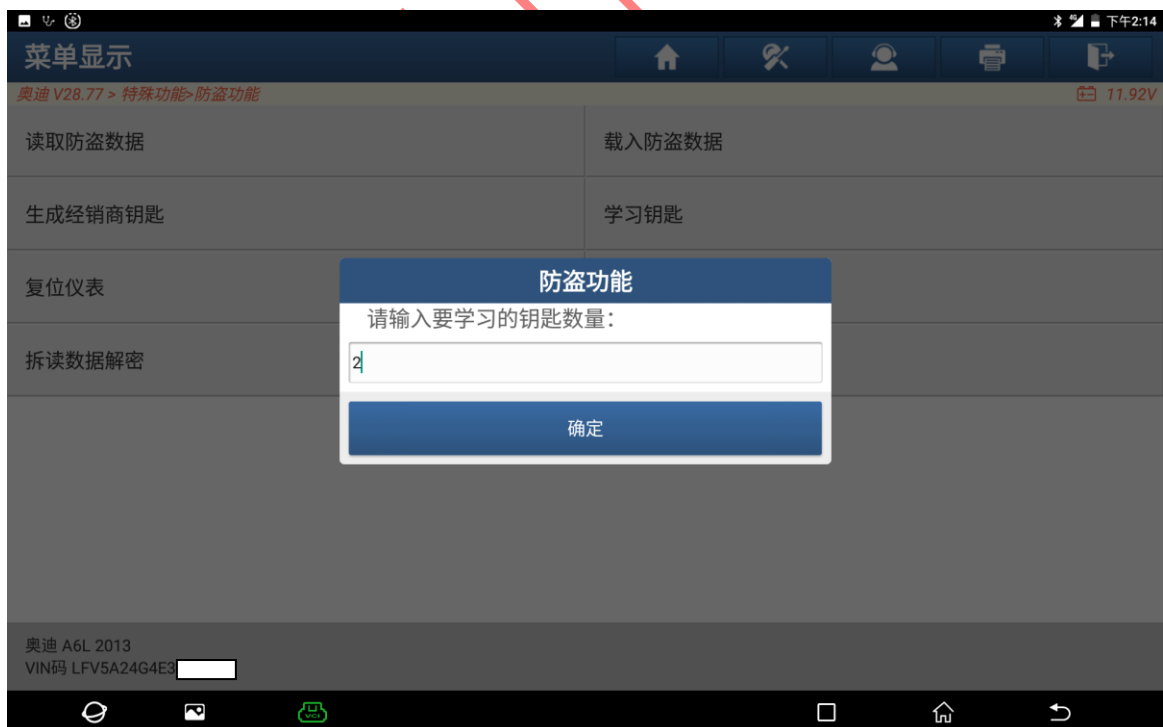 下午2:14
菜单显示
奥迪 V28.77 > 特殊功能>防盗功能
11.92V
读取防盗数据
载入防盗数据
生成经销商钥匙
学习钥匙
复位仪表
防盗功能
请输入要学习的钥匙数量：
拆读数据解密
2
确定
奥迪 A6L 2013
VIN码 LFV5A24G4E3
VCI